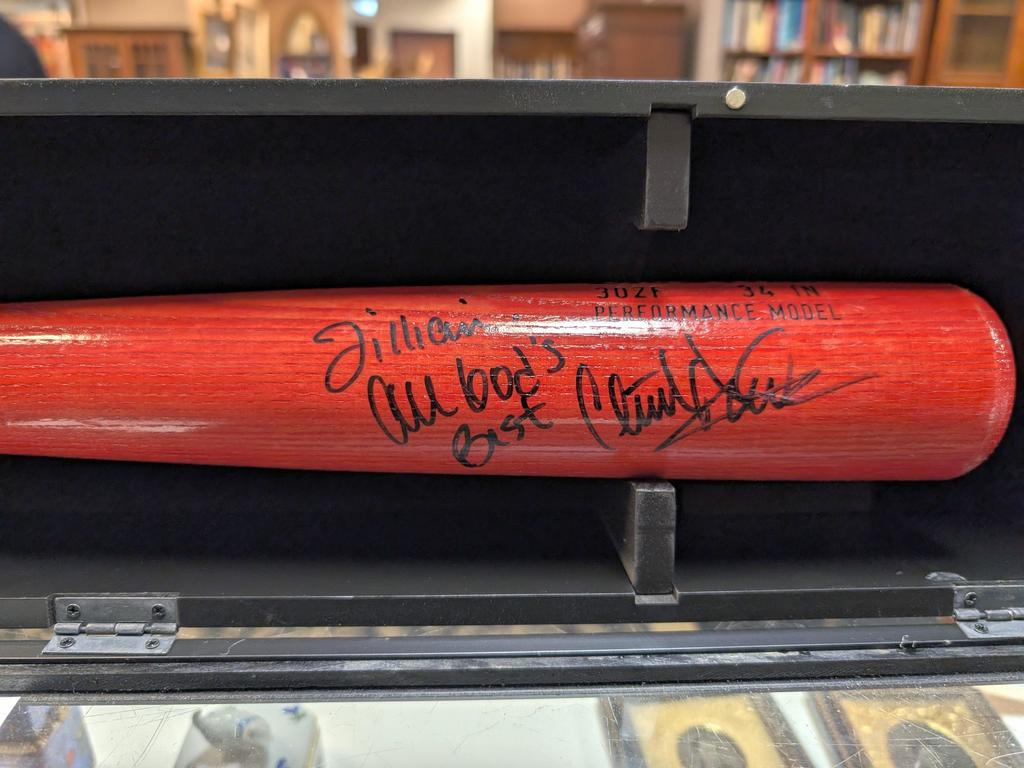 302F 34 IN
PERFORMANCE MODEL
Jillian
All God's
Best